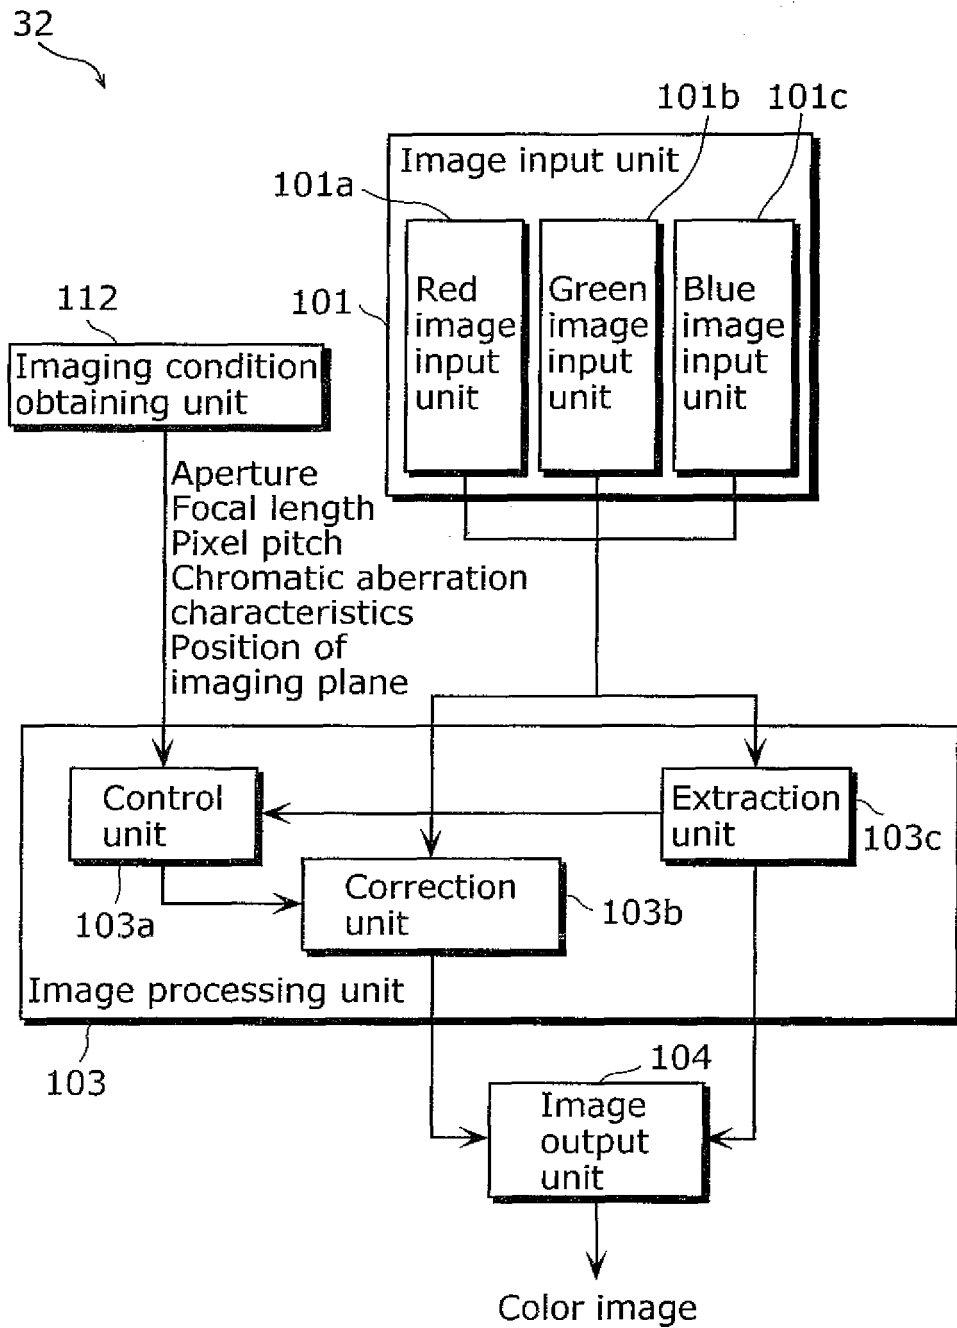 32
101b
101c
Image input unit
101a
Red
image
input
unit
Green
image
input
unit
Blue
image
input
unit
101
112
Imaging condition
obtaining unit
Aperture
Focal length
Pixel pitch
Chromatic aberration
characteristics
Position of
imaging plane
Control
unit
Extraction
unit
103c
103a
Correction
unit
103b
Image processing unit
103
104
Image
output
unit
Color image